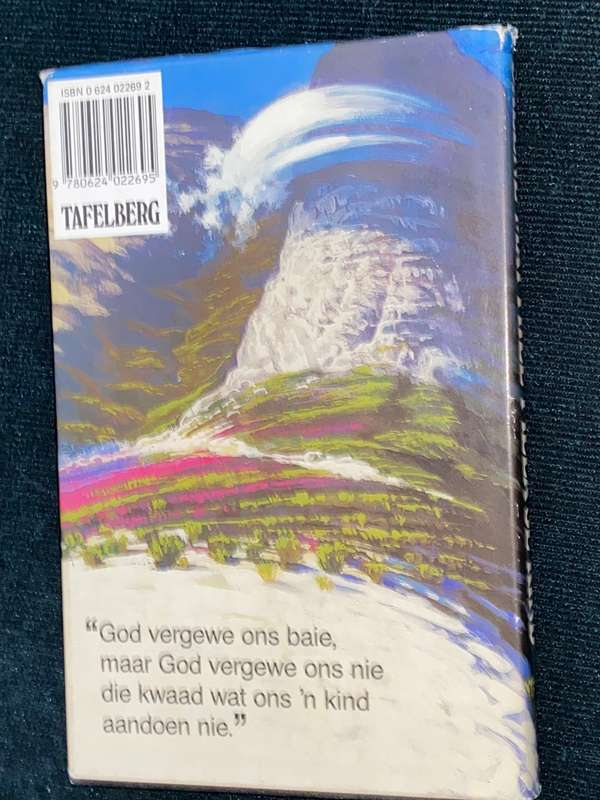 ISBN 0 624 02269 2
9 780624 022695
TAFELBERG
“God vergewe ons baie,
maar God vergewe ons nie
die kwaad wat ons 'n kind
aandoen nie.”